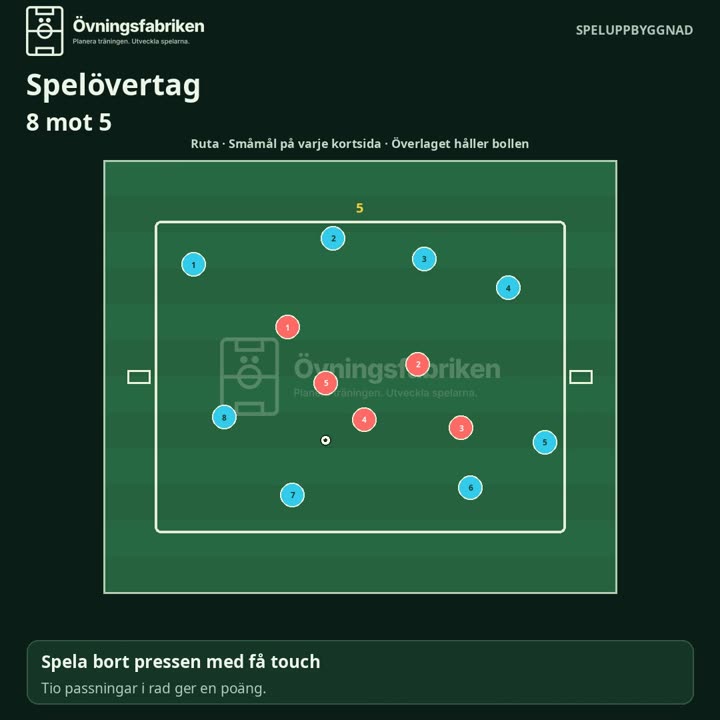 Övningsfabriken
Planera träningen. Utveckla spelarna.
SPELUPPBYGGNAD
Spelövertag
8 mot 5
Ruta · Småmål på varje kortsida · Överlaget håller bollen
5
2
1
3
4
1
2
Övningsfabriken
5
Planera träningen. Utveckla spelarna.
8
4
3
5
6
7
Spela bort pressen med få touch
Tio passningar i rad ger en poäng.